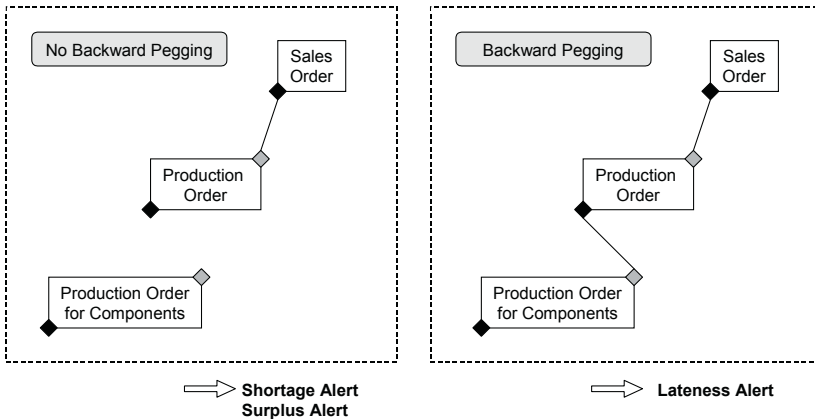 No Backward Pegging
Sales
Order
Production
Order
Production Order
for Components
Shortage Alert
Surplus Alert
Backward Pegging
Sales
Order
Production
Order
Production Order
for Components
Lateness Alert